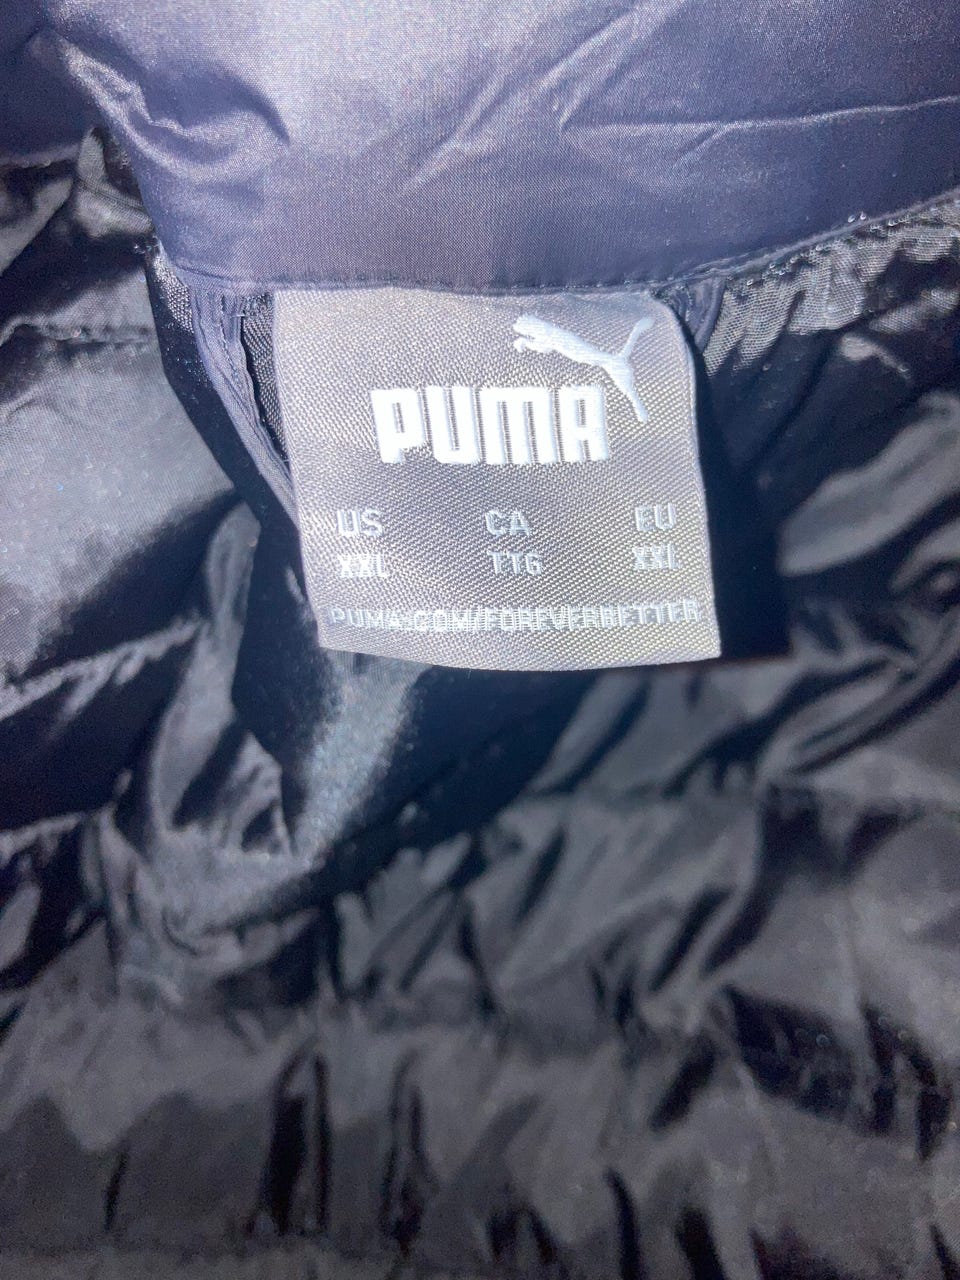 PUMA
US CA EU
XXL TTG XXL
PUMA.COM/FOREVERBETTER